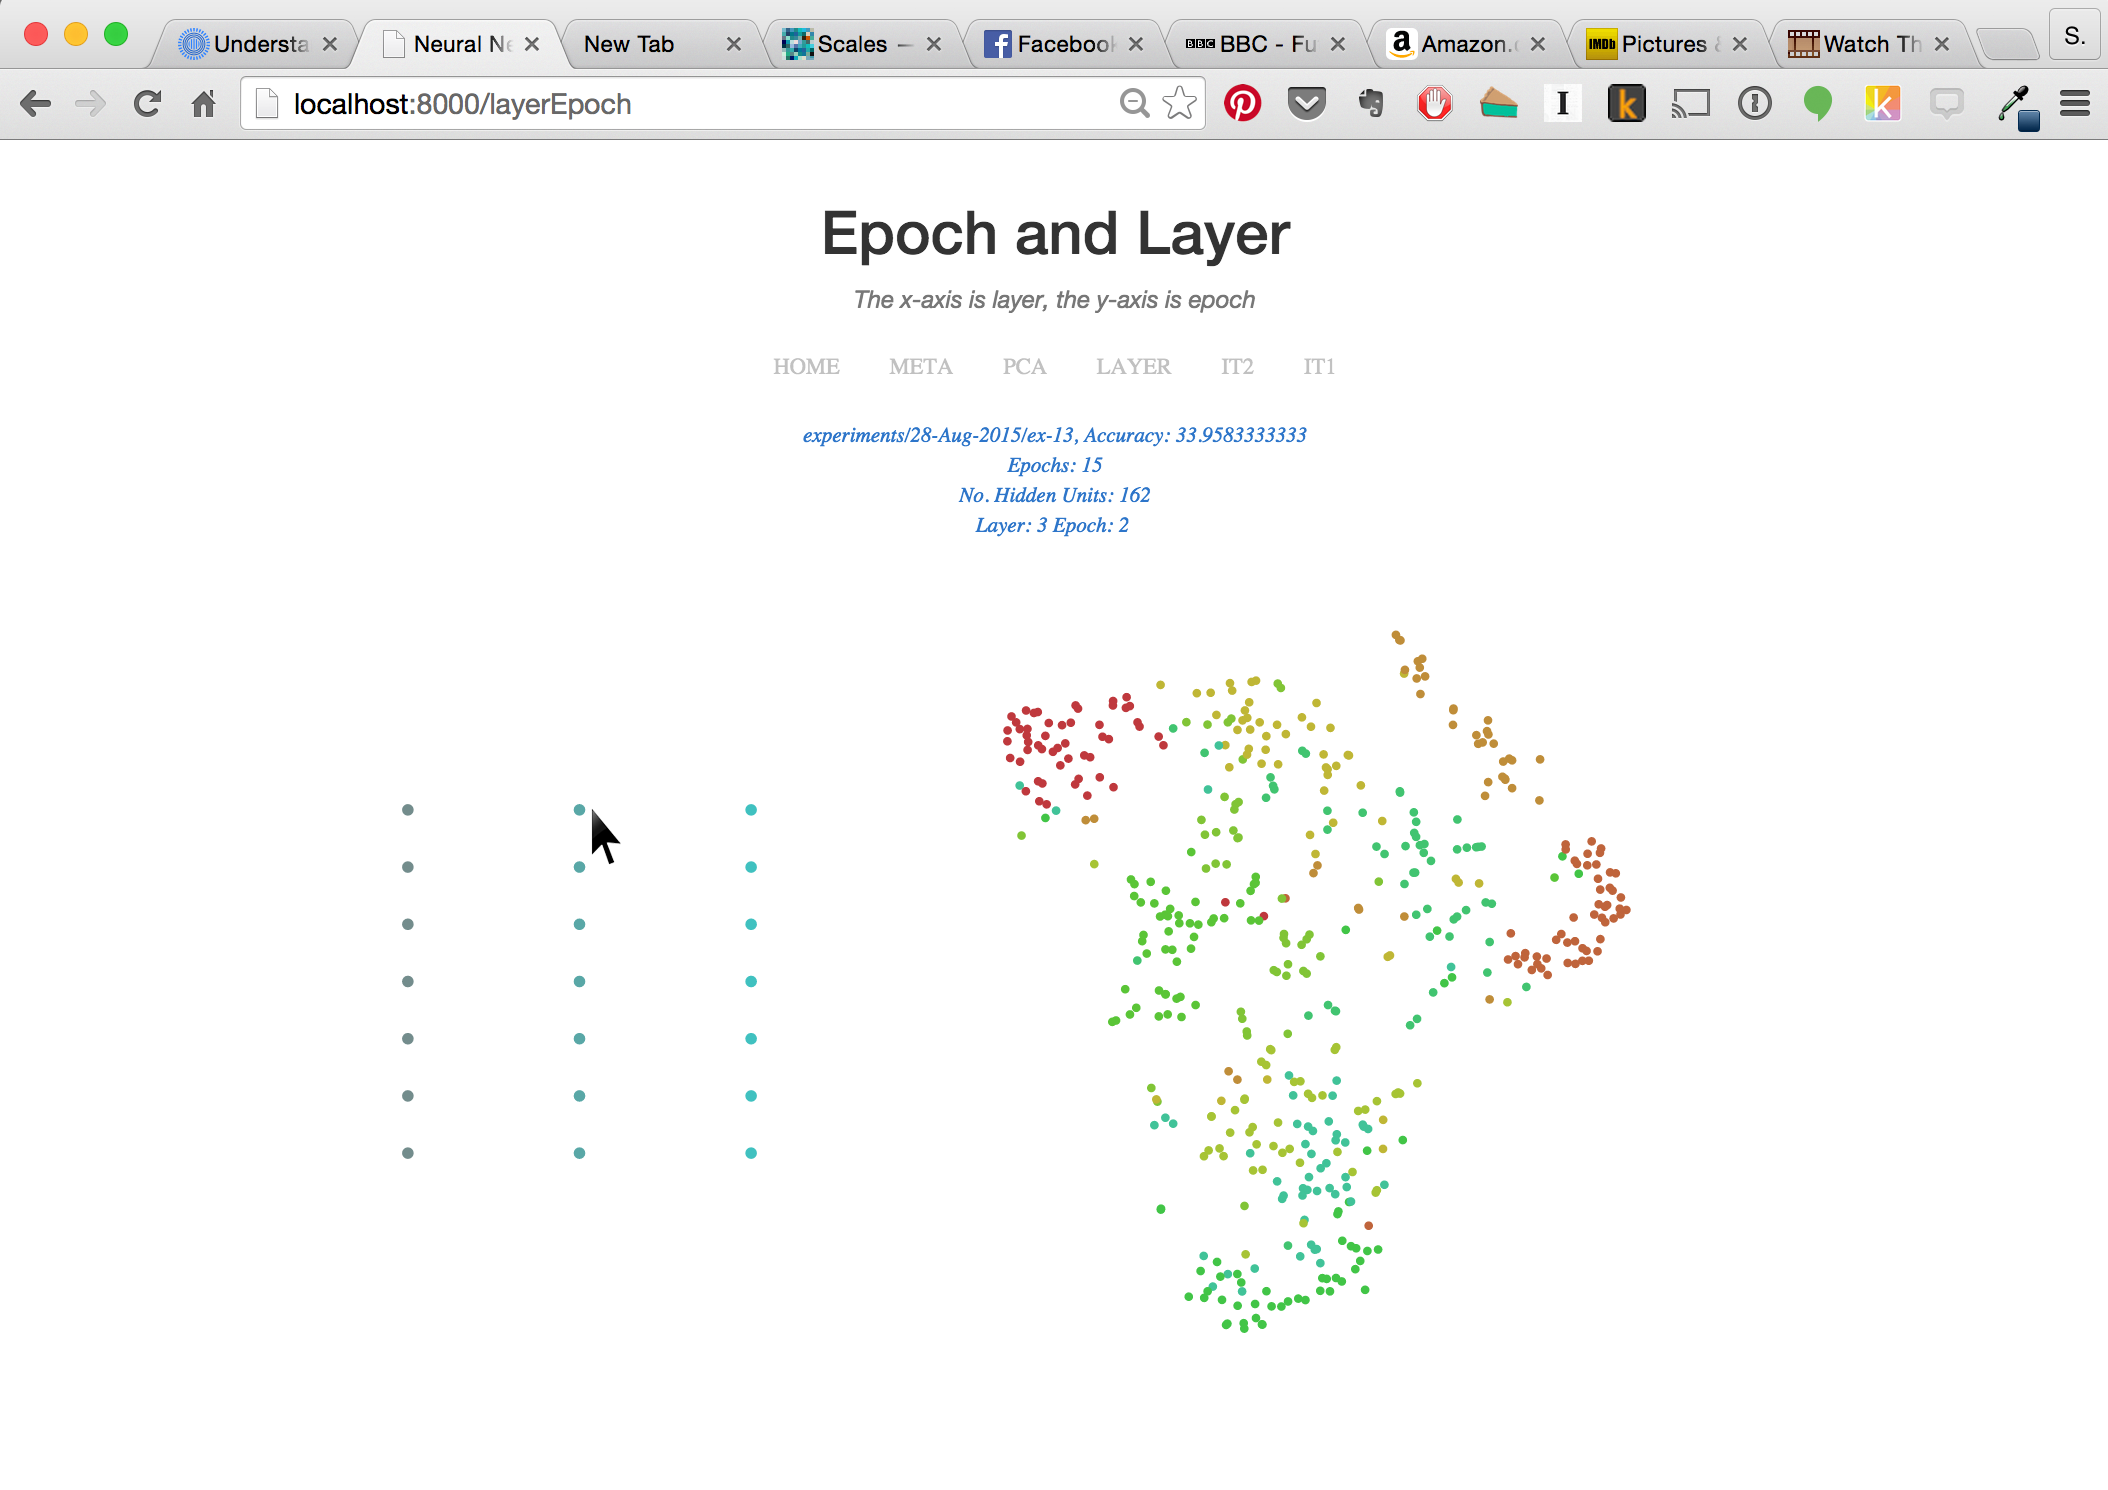 Understa
Neural Ne
New Tab
Scales —
Facebook
BBC - Fu
Amazon.c
Pictures &
Watch Th
S.
localhost:8000/layerEpoch
Epoch and Layer
The x-axis is layer, the y-axis is epoch
HOME META PCA LAYER IT2 IT1
experiments/28-Aug-2015/ex-13, Accuracy: 33.9583333333
Epochs: 15
No. Hidden Units: 162
Layer: 3 Epoch: 2